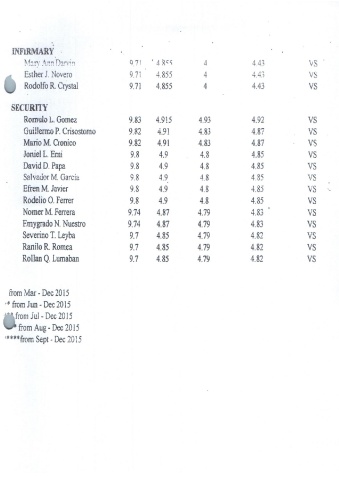 INFIRMARY
Mary Ann Darvin 9.71 4.855 4 4.43 VS
Esther J. Novero 9.71 4.855 4 4.43 VS
Rodolfo R. Crystal 9.71 4.855 4 4.43 VS
SECURITY
Romulo L. Gomez 9.83 4.915 4.93 4.92 VS
Guillermo P. Crisostomo 9.82 4.91 4.83 4.87 VS
Mario M. Cronico 9.82 4.91 4.83 4.87 VS
Joniel L. 9.8 4.9 4.8 4.85 VS
David D. Papa 9.8 4.9 4.8 4.85 VS
Salvador M. Garcia 9.8 4.9 4.8 4.85 VS
Efren M. Javier 9.8 4.9 4.8 4.85 VS
Rodelio O. Ferrer 9.8 4.9 4.8 4.85 VS
Nomer M. Ferrera 9.74 4.87 4.79 4.83 VS
Emygrado N. Nuestro 9.74 4.87 4.79 4.83 VS
Severino T. Leyba 9.7 4.85 4.79 4.82 VS
Ranilo R. Romea 9.7 4.85 4.79 4.82 VS
Rollan Q. Lumaban 9.7 4.85 4.79 4.82 VS
from Mar - Dec 2015
** from Jun - Dec 2015
from Jul - Dec 2015
* from Aug - Dec 2015
****from Sept - Dec 2015